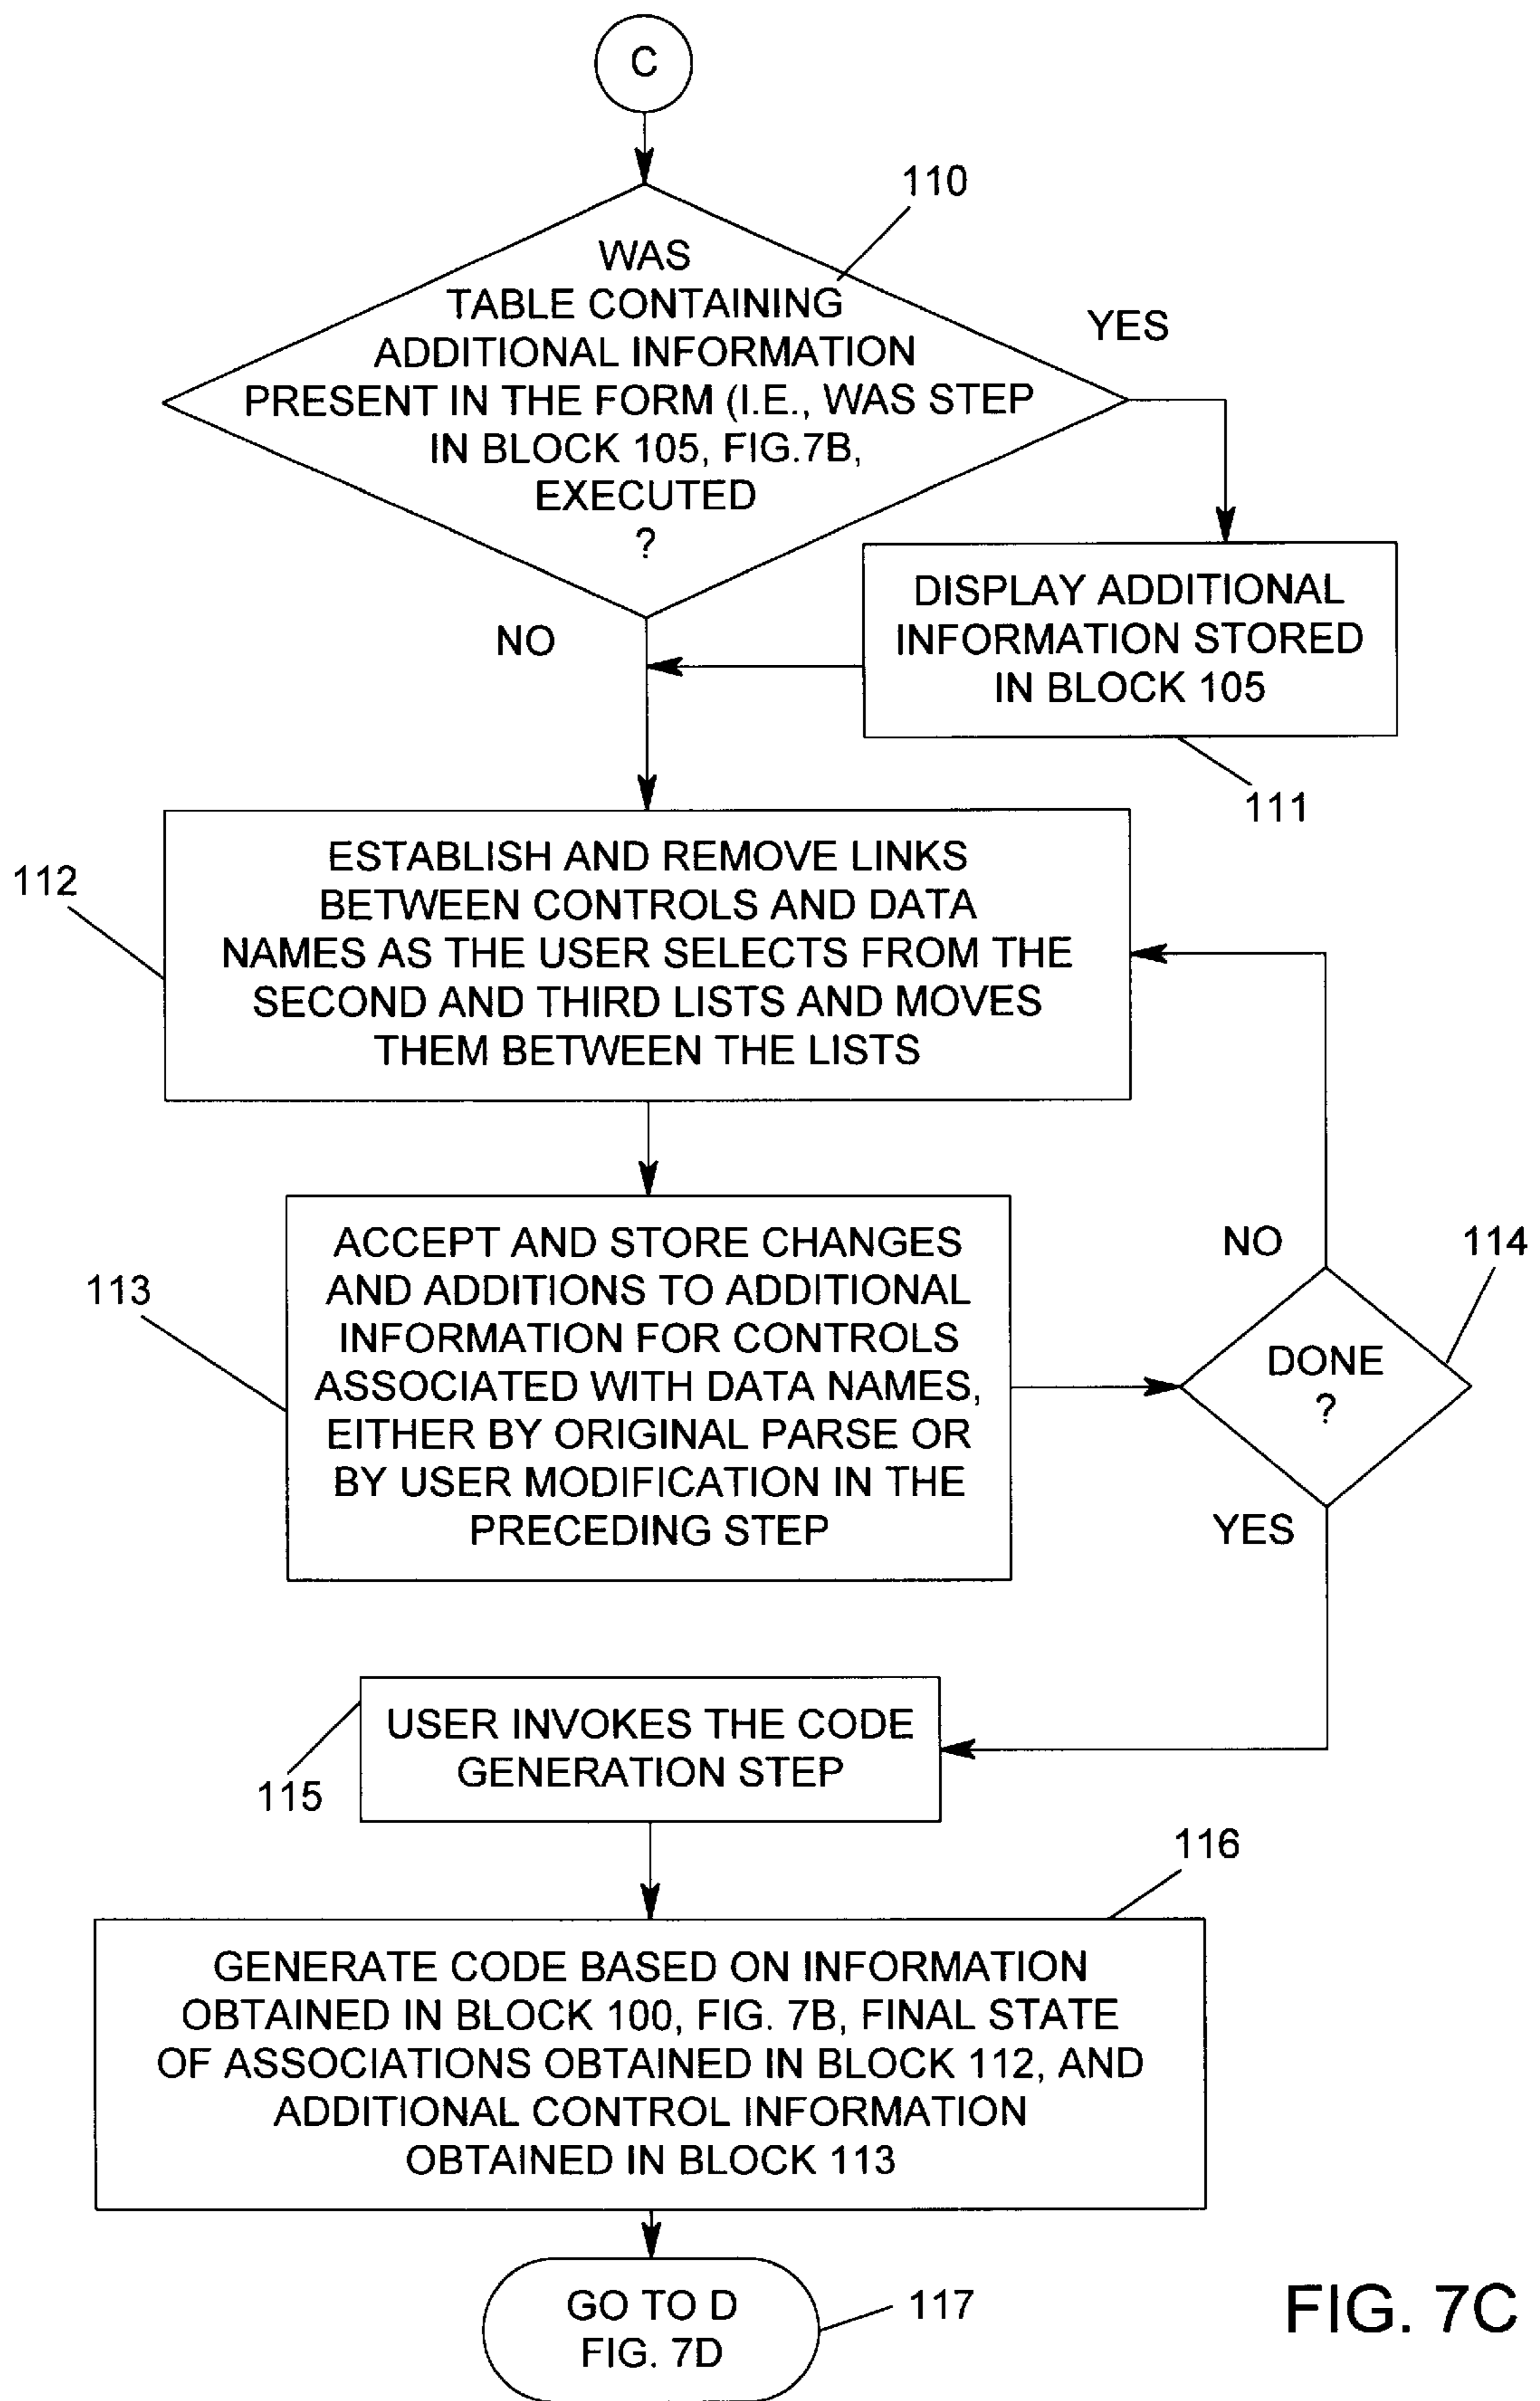 C
110
WAS
TABLE CONTAINING
ADDITIONAL INFORMATION
PRESENT IN THE FORM (I.E., WAS STEP
IN BLOCK 105, FIG.7B,
EXECUTED
?
YES
NO
DISPLAY ADDITIONAL
INFORMATION STORED
IN BLOCK 105
111
112
ESTABLISH AND REMOVE LINKS
BETWEEN CONTROLS AND DATA
NAMES AS THE USER SELECTS FROM THE
SECOND AND THIRD LISTS AND MOVES
THEM BETWEEN THE LISTS
113
ACCEPT AND STORE CHANGES
AND ADDITIONS TO ADDITIONAL
INFORMATION FOR CONTROLS
ASSOCIATED WITH DATA NAMES,
EITHER BY ORIGINAL PARSE OR
BY USER MODIFICATION IN THE
PRECEDING STEP
NO
114
DONE
?
YES
USER INVOKES THE CODE
GENERATION STEP
115
116
GENERATE CODE BASED ON INFORMATION
OBTAINED IN BLOCK 100, FIG. 7B, FINAL STATE
OF ASSOCIATIONS OBTAINED IN BLOCK 112, AND
ADDITIONAL CONTROL INFORMATION
OBTAINED IN BLOCK 113
GO TO D
FIG. 7D
117
FIG. 7C